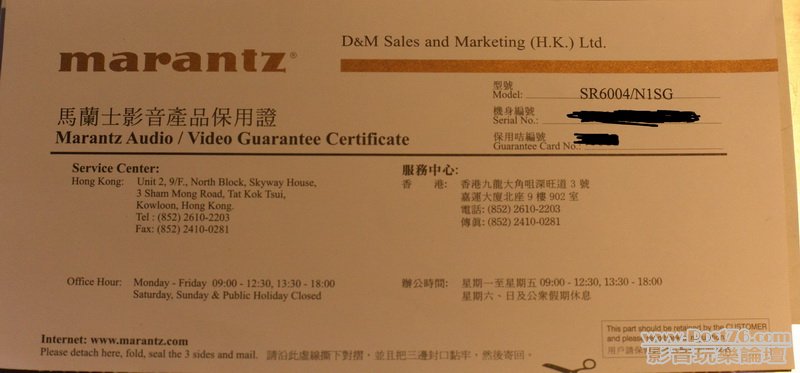 marantz®
D&M Sales and Marketing (H.K.) Ltd.
型號
Model: SR6004/N1SG
機身編號
Serial No.:
保用咭編號
Guarantee Card No.:
馬蘭士影音產品保用證
Marantz Audio / Video Guarantee Certificate
Service Center:
Hong Kong: Unit 2, 9/F., North Block, Skyway House,
3 Sham Mong Road, Tat Kok Tsui,
Kowloon, Hong Kong.
Tel : (852) 2610-2203
Fax: (852) 2410-0281
服務中心:
香 港: 香港九龍大角咀深旺道 3 號
嘉運大廈北座 9 樓 902 室
電話: (852) 2610-2203
傳眞: (852) 2410-0281
Office Hour: Monday - Friday 09:00 - 12:30, 13:30 - 18:00
Saturday, Sunday & Public Holiday Closed
辦公時間: 星期一至星期五 09:00 - 12:30, 13:30 - 18:00
星期六、日及公眾假期休息
Internet: www.marantz.com
Please detach here, fold, seal the 3 sides and mail. 請沿此虛線撕下對摺，並且把三邊封口黏牢，然後寄回。
This part should be retained by the CUSTOMER
and please
用戶請保
www.Post76.com
影音玩樂論壇